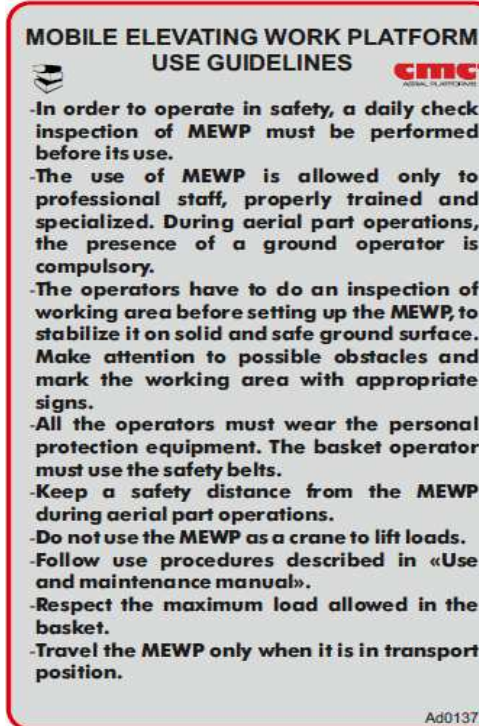 MOBILE ELEVATING WORK PLATFORM
USE GUIDELINES
cmc
AERIAL PLATFORMS
-In order to operate in safety, a daily check
inspection of MEWP must be performed
before its use.
-The use of MEWP is allowed only to
professional staff, properly trained and
specialized. During aerial part operations,
the presence of a ground operator is
compulsory.
-The operators have to do an inspection of
working area before setting up the MEWP, to
stabilize it on solid and safe ground surface.
Make attention to possible obstacles and
mark the working area with appropriate
signs.
-All the operators must wear the personal
protection equipment. The basket operator
must use the safety belts.
-Keep a safety distance from the MEWP
during aerial part operations.
-Do not use the MEWP as a crane to lift loads.
-Follow use procedures described in «Use
and maintenance manual».
-Respect the maximum load allowed in the
basket.
-Travel the MEWP only when it is in transport
position.
Ad0137